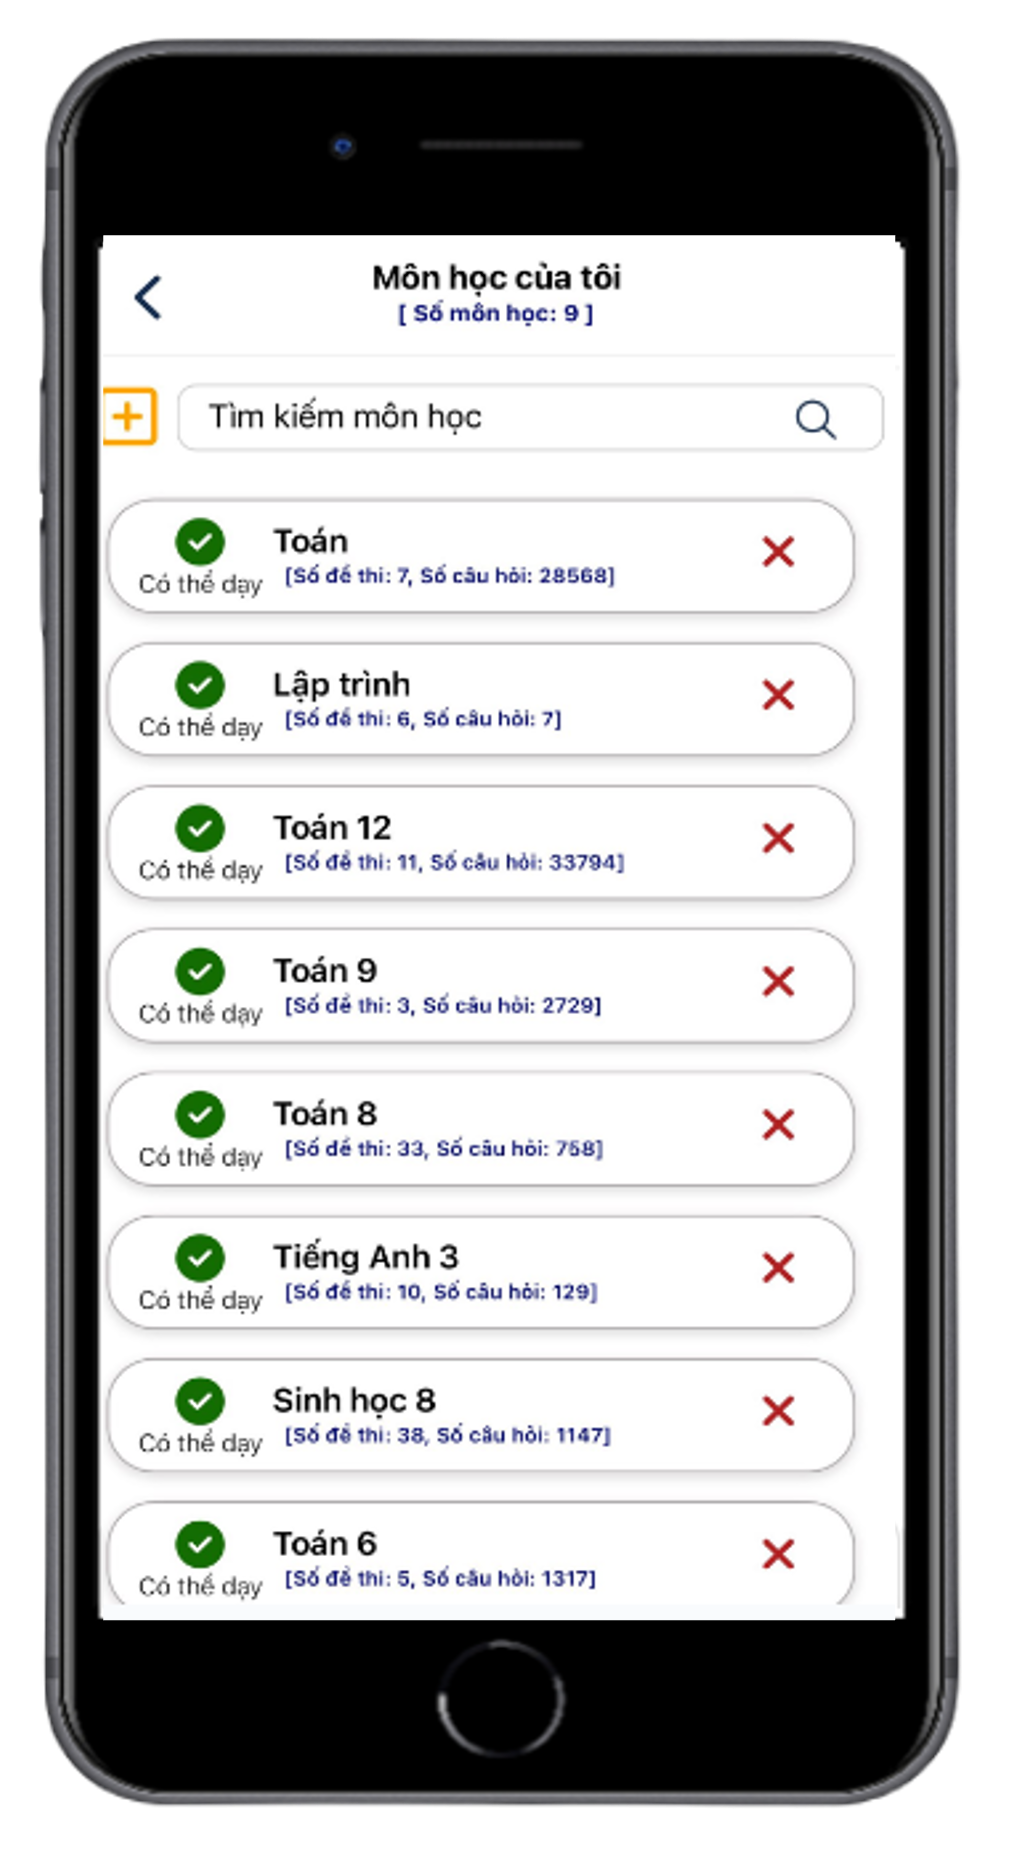 Môn học của tôi
[ Số môn học: 9 ]
Tìm kiếm môn học
Toán
Có thể dạy [Số đề thi: 7, Số câu hỏi: 28568]
Lập trình
Có thể dạy [Số đề thi: 6, Số câu hỏi: 7]
Toán 12
Có thể dạy [Số đề thi: 11, Số câu hỏi: 33794]
Toán 9
Có thể dạy [Số đề thi: 3, Số câu hỏi: 2729]
Toán 8
Có thể dạy [Số đề thi: 33, Số câu hỏi: 758]
Tiếng Anh 3
Có thể dạy [Số đề thi: 10, Số câu hỏi: 129]
Sinh học 8
Có thể dạy [Số đề thi: 38, Số câu hỏi: 1147]
Toán 6
Có thể dạy [Số đề thi: 5, Số câu hỏi: 1317]